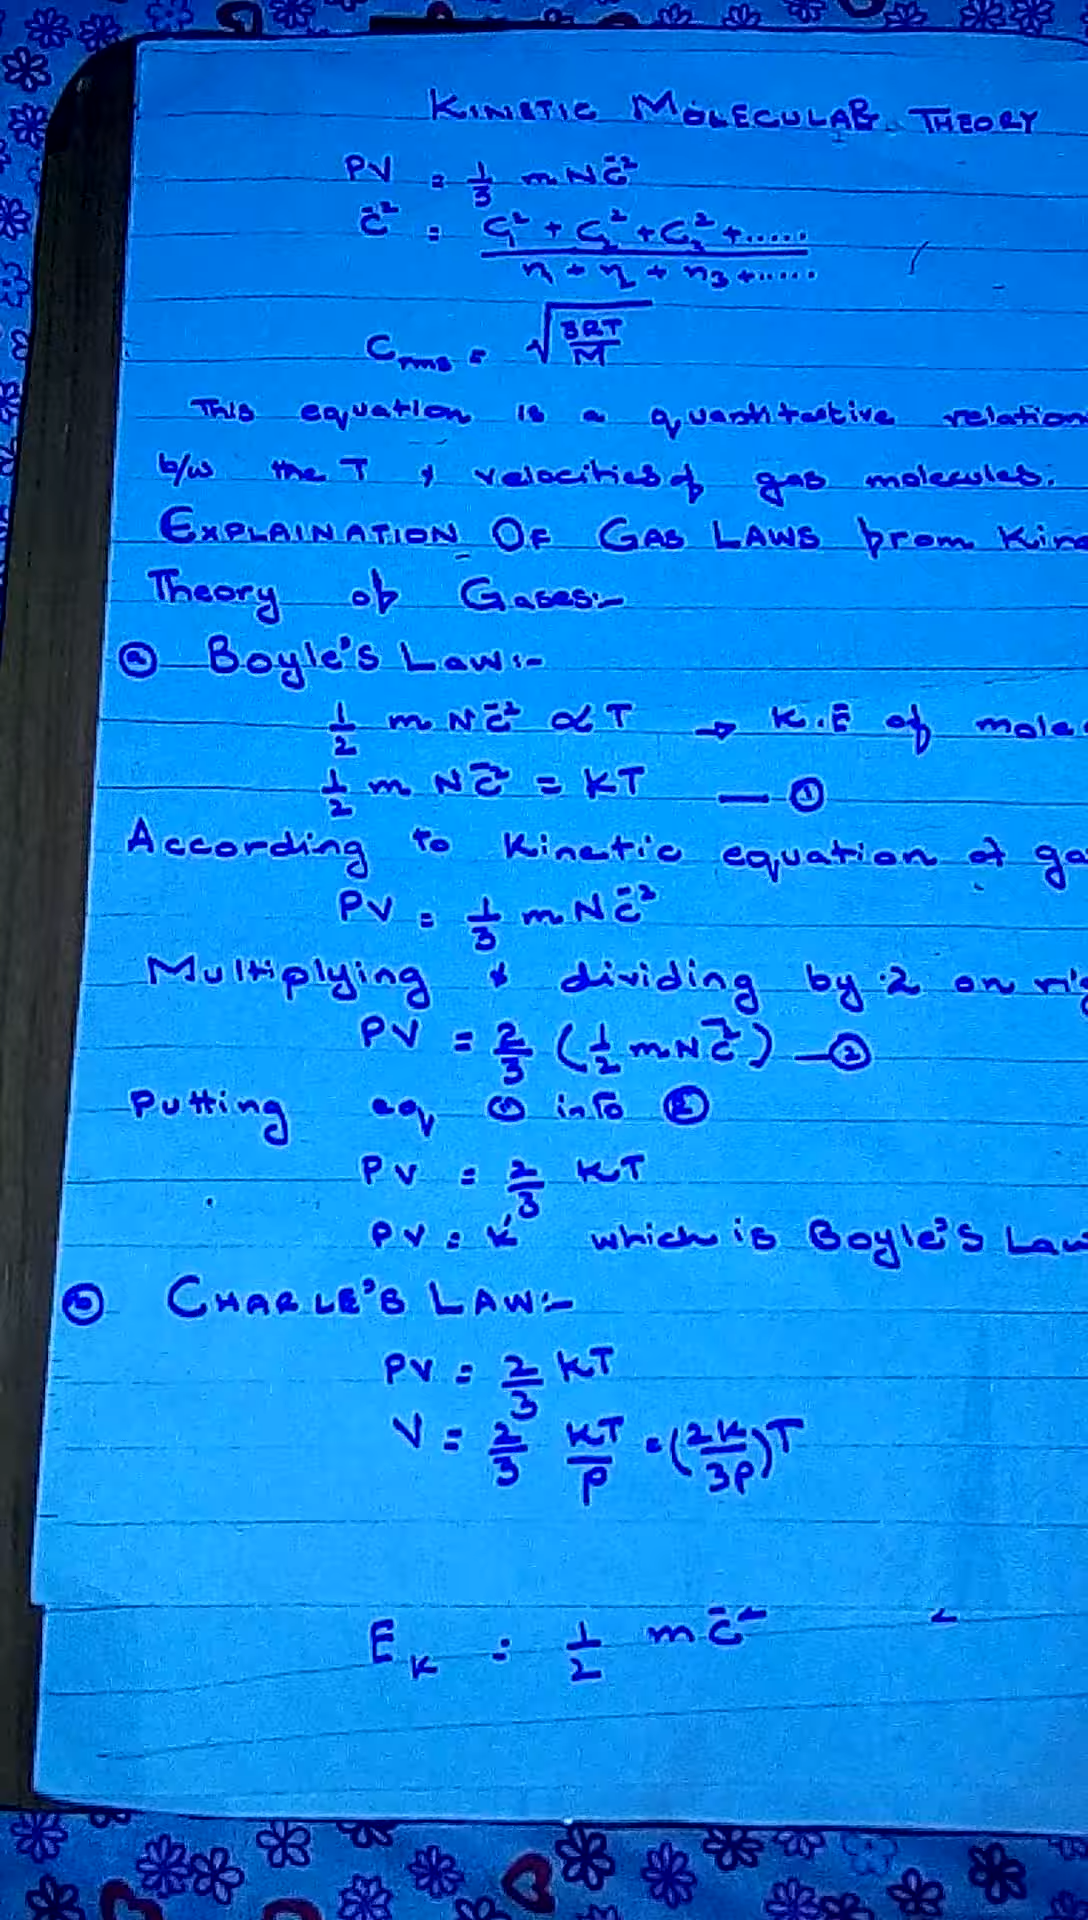 KINETIC MOLECULAR THEORY
PV = 1/3 mNc̄²
c̄² = C₁² + C₂² + C₃² + ..... / n₁ + n₂ + n₃ + .....
Crms = √(3RT/M)
This equation is a quantitative relation
b/w the T & velocities of gas molecules.
EXPLAINATION OF GAS LAWS from Kine
Theory of Gases:-
ⓐ Boyle's Law:-
1/2 mNc̄² ∝ T → K.E of mole
1/2 mNc̄² = KT — ①
According to Kinetic equation of ga
PV = 1/3 mNc̄²
Multiplying & dividing by 2 on rig
PV = 2/3 (1/2 mNc̄²) — ②
Putting eq ① into ②
PV = 2/3 KT
PV = K' which is Boyle's Law
ⓑ CHARLE'S LAW:-
PV = 2/3 KT
V = 2/3 KT/P = (2K/3P)T
EK = 1/2 mc̄²